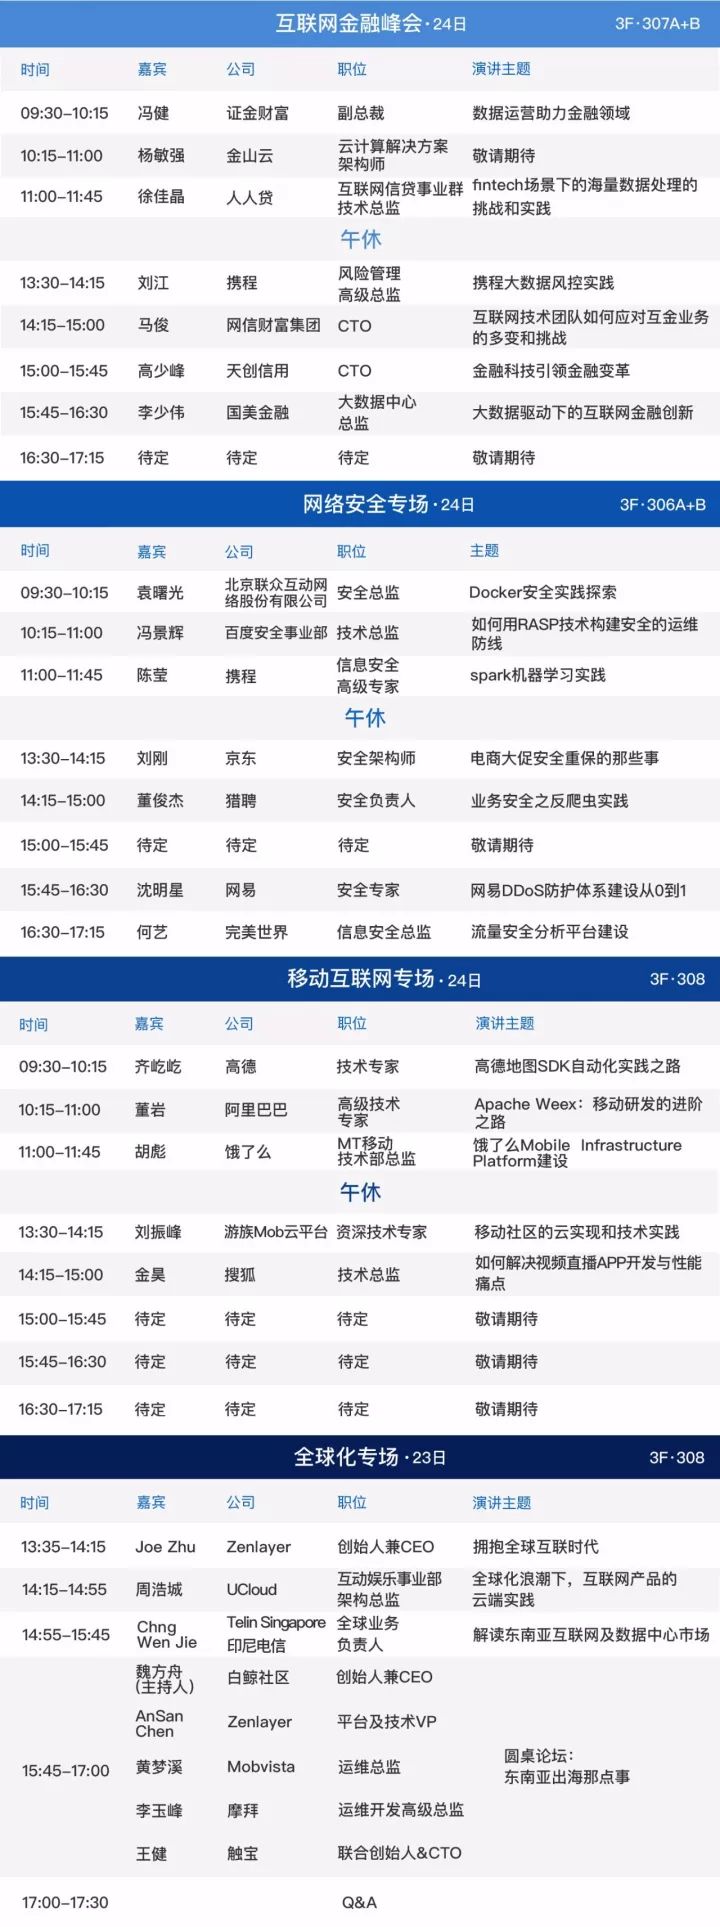 互联网金融峰会·24日 3F·307A+B
时间 嘉宾 公司 职位 演讲主题
09:30-10:15 冯健 证金财富 副总裁 数据运营助力金融领域
10:15-11:00 杨敏强 金山云 云计算解决方案 敬请期待
架构师
11:00-11:45 徐佳晶 人人贷 互联网信贷事业群 fintech场景下的海量数据处理的
技术总监 挑战和实践
午休
13:30-14:15 刘江 携程 风险管理 携程大数据风控实践
高级总监
14:15-15:00 马俊 网信财富集团 CTO 互联网技术团队如何应对互金业务
的多变和挑战
15:00-15:45 高少峰 天创信用 CTO 金融科技引领金融变革
15:45-16:30 李少伟 国美金融 大数据中心 大数据驱动下的互联网金融创新
总监
16:30-17:15 待定 待定 待定 敬请期待
网络安全专场·24日 3F·306A+B
时间 嘉宾 公司 职位 主题
09:30-10:15 袁曙光 北京联众互动网 安全总监 Docker安全实践探索
络股份有限公司
10:15-11:00 冯景辉 百度安全事业部 技术总监 如何用RASP技术构建安全的运维
防线
11:00-11:45 陈莹 携程 信息安全 spark机器学习实践
高级专家
午休
13:30-14:15 刘刚 京东 安全架构师 电商大促安全重保的那些事
14:15-15:00 董俊杰 猎聘 安全负责人 业务安全之反爬虫实践
15:00-15:45 待定 待定 待定 敬请期待
15:45-16:30 沈明星 网易 安全专家 网易DDoS防护体系建设从0到1
16:30-17:15 何艺 完美世界 信息安全总监 流量安全分析平台建设
移动互联网专场·24日 3F·308
时间 嘉宾 公司 职位 演讲主题
09:30-10:15 齐屹屹 高德 技术专家 高德地图SDK自动化实践之路
10:15-11:00 董岩 阿里巴巴 高级技术 Apache Weex：移动研发的进阶
专家 之路
11:00-11:45 胡彪 饿了么 MT移动 饿了么Mobile Infrastructure
技术部总监 Platform建设
午休
13:30-14:15 刘振峰 游族Mob云平台 资深技术专家 移动社区的云实现和技术实践
14:15-15:00 金昊 搜狐 技术总监 如何解决视频直播APP开发与性能
痛点
15:00-15:45 待定 待定 待定 敬请期待
15:45-16:30 待定 待定 待定 敬请期待
16:30-17:15 待定 待定 待定 敬请期待
全球化专场·23日 3F·308
时间 嘉宾 公司 职位 演讲主题
13:35-14:15 Joe Zhu Zenlayer 创始人兼CEO 拥抱全球互联时代
14:15-14:55 周浩城 UCloud 互动娱乐事业部 全球化浪潮下，互联网产品的
架构总监 云端实践
14:55-15:45 Chng Telin Singapore 全球业务 解读东南亚互联网及数据中心市场
Wen Jie 印尼电信 负责人
魏方舟 白鲸社区 创始人兼CEO
(主持人)
AnSan Zenlayer 平台及技术VP
Chen
15:45-17:00 黄梦溪 Mobvista 运维总监 圆桌论坛：
东南亚出海那点事
李玉峰 摩拜 运维开发高级总监
王健 触宝 联合创始人&CTO
17:00-17:30 Q&A